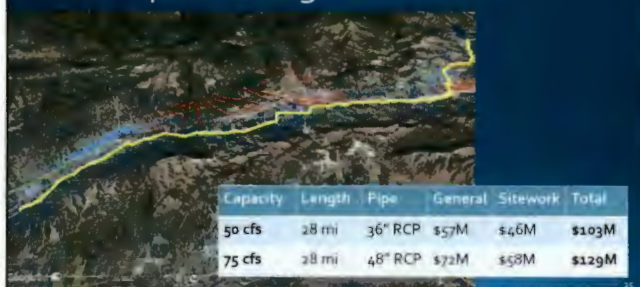 Capacity Length Pipe General Sitework Total
50 cfs 28 mi 36" RCP $57M $46M $103M
75 cfs 28 mi 48" RCP $72M $58M $129M